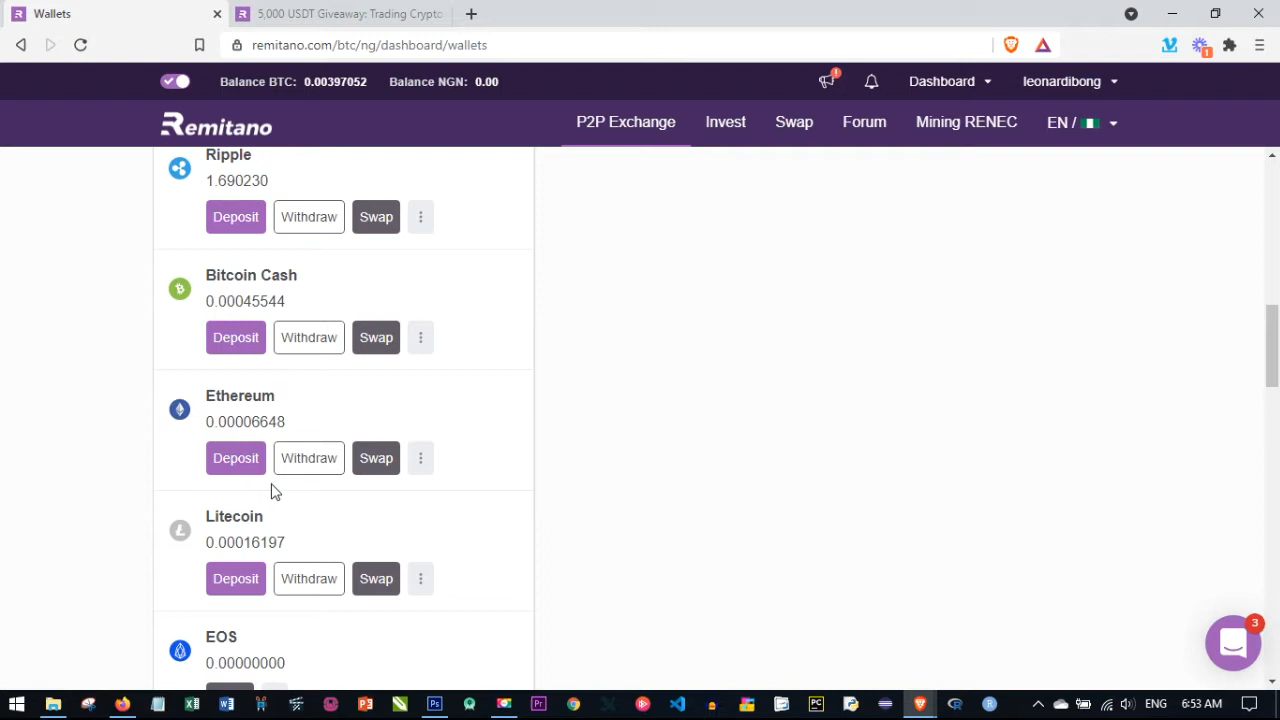 Wallets
5,000 USDT Giveaway: Trading Crypto
remitano.com/btc/ng/dashboard/wallets
1
Balance BTC: 0.00397052 Balance NGN: 0.00
! Dashboard leonardibong
Remitano P2P Exchange Invest Swap Forum Mining RENEC EN /
Ripple
1.690230
Deposit Withdraw Swap
Bitcoin Cash
0.00045544
Deposit Withdraw Swap
Ethereum
0.00006648
Deposit Withdraw Swap
Litecoin
0.00016197
Deposit Withdraw Swap
EOS
0.00000000
3
ENG 6:53 AM